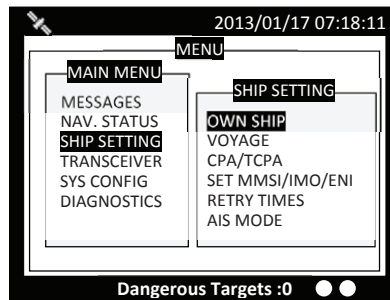 2013/01/17 07:18:11
MENU
MAIN MENU
MESSAGES
NAV. STATUS
SHIP SETTING
TRANSCEIVER
SYS CONFIG
DIAGNOSTICS
SHIP SETTING
OWN SHIP
VOYAGE
CPA/TCPA
SET MMSI/IMO/ENI
RETRY TIMES
AIS MODE
Dangerous Targets :0